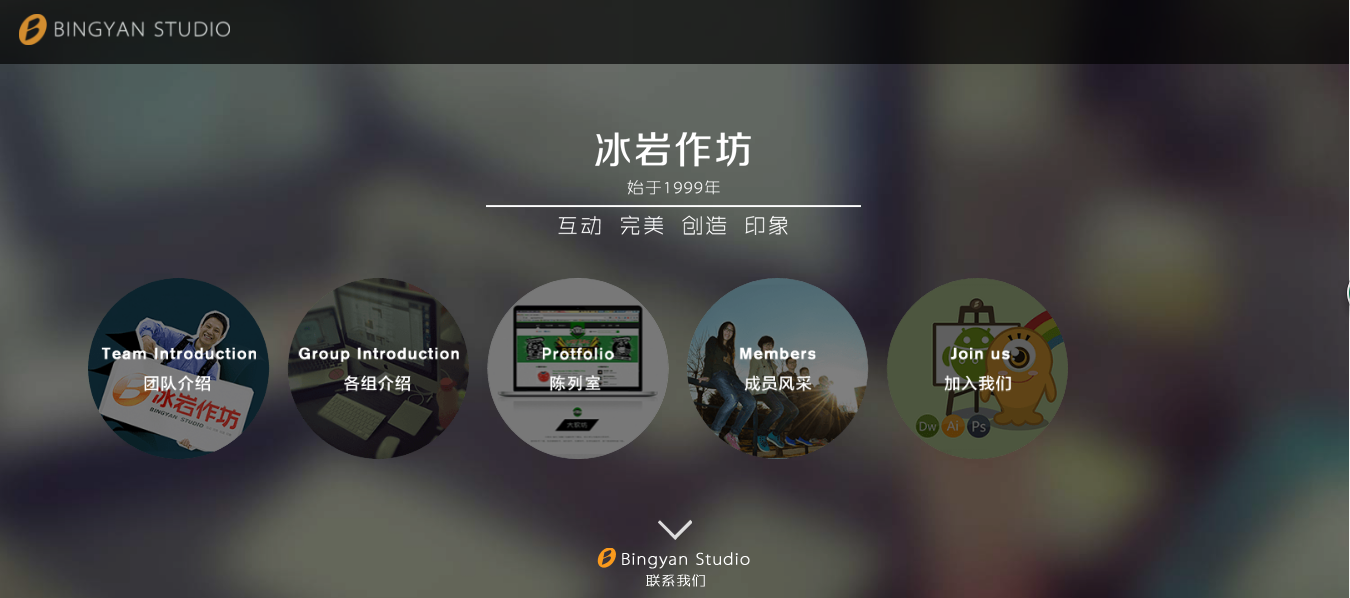 BINGYAN STUDIO
冰岩作坊
始于1999年
互动 完美 创造 印象
Team Introduction
团队介绍
冰岩作坊
BINGYAN STUDIO
Group Introduction
各组介绍
Protfolio
陈列室
Members
成员风采
Join us
加入我们
Dw Ai Ps
Bingyan Studio
联系我们